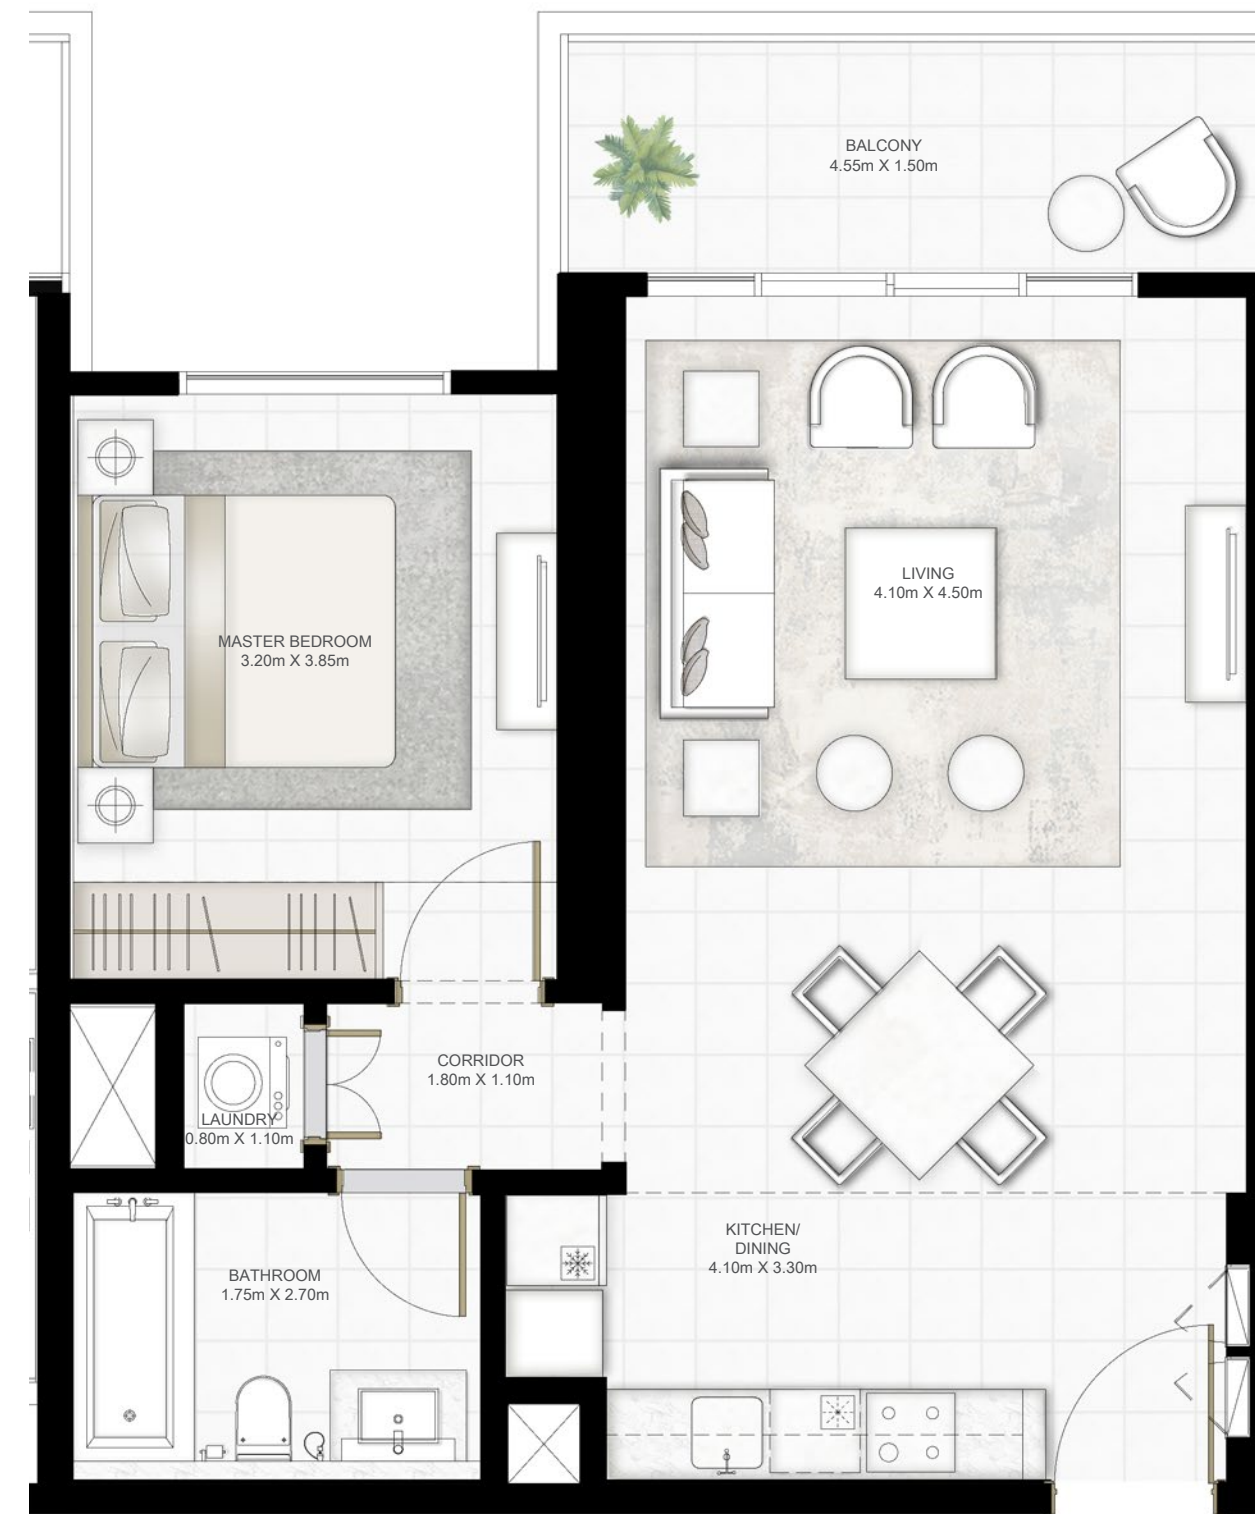 BALCONY
4.55m X 1.50m
LIVING
4.10m X 4.50m
MASTER BEDROOM
3.20m X 3.85m
CORRIDOR
1.80m X 1.10m
LAUNDRY
0.80m X 1.10m
KITCHEN/
DINING
4.10m X 3.30m
BATHROOM
1.75m X 2.70m